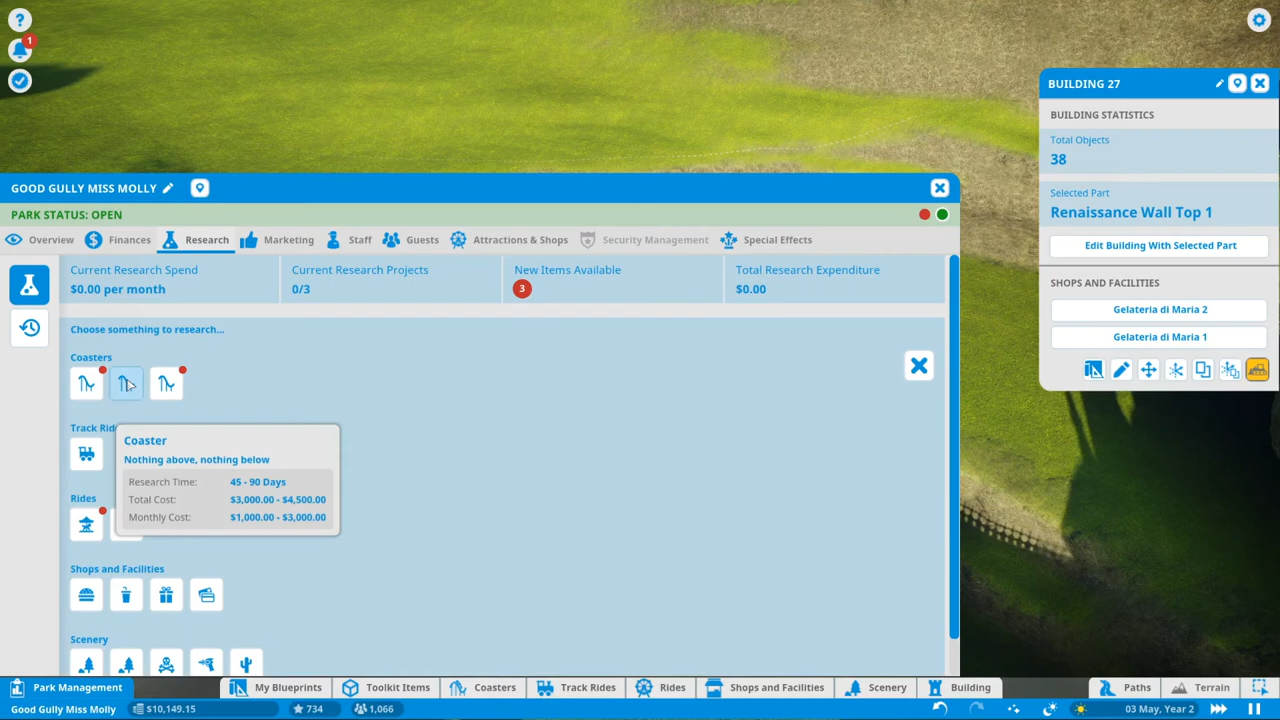 ?
1
BUILDING 27
BUILDING STATISTICS
Total Objects
38
Selected Part
Renaissance Wall Top 1
Edit Building With Selected Part
SHOPS AND FACILITIES
Gelateria di Maria 2
Gelateria di Maria 1
GOOD GULLY MISS MOLLY
PARK STATUS: OPEN
Overview
Finances
Research
Marketing
Staff
Guests
Attractions & Shops
Security Management
Special Effects
Current Research Spend
$0.00 per month
Current Research Projects
0/3
New Items Available
3
Total Research Expenditure
$0.00
Choose something to research...
Coasters
Track Rid
Coaster
Nothing above, nothing below
Research Time: 45 - 90 Days
Total Cost: $3,000.00 - $4,500.00
Monthly Cost: $1,000.00 - $3,000.00
Rides
Shops and Facilities
Scenery
Park Management
My Blueprints
Toolkit Items
Coasters
Track Rides
Rides
Shops and Facilities
Scenery
Building
Paths
Terrain
Good Gully Miss Molly
$10,149.15
734
1,066
03 May, Year 2